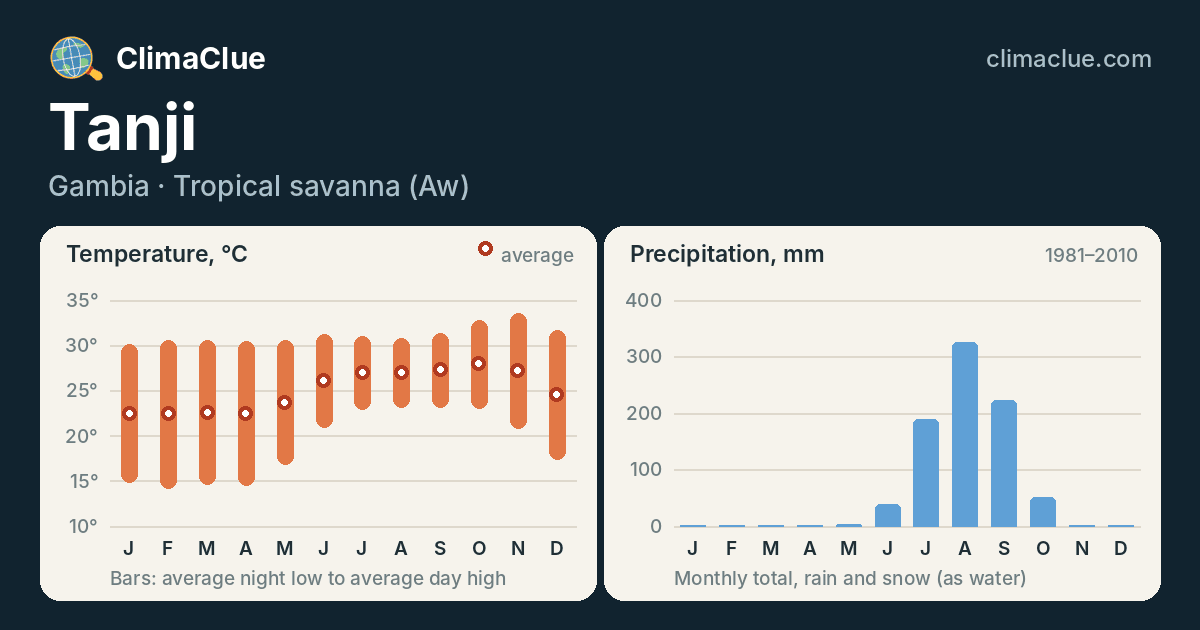 ClimaClue
climaclue.com
Tanji
Gambia · Tropical savanna (Aw)
Temperature, °C
average
35°
30°
25°
20°
15°
10°
J F M A M J J A S O N D
Bars: average night low to average day high
Precipitation, mm
1981–2010
400
300
200
100
0
J F M A M J J A S O N D
Monthly total, rain and snow (as water)